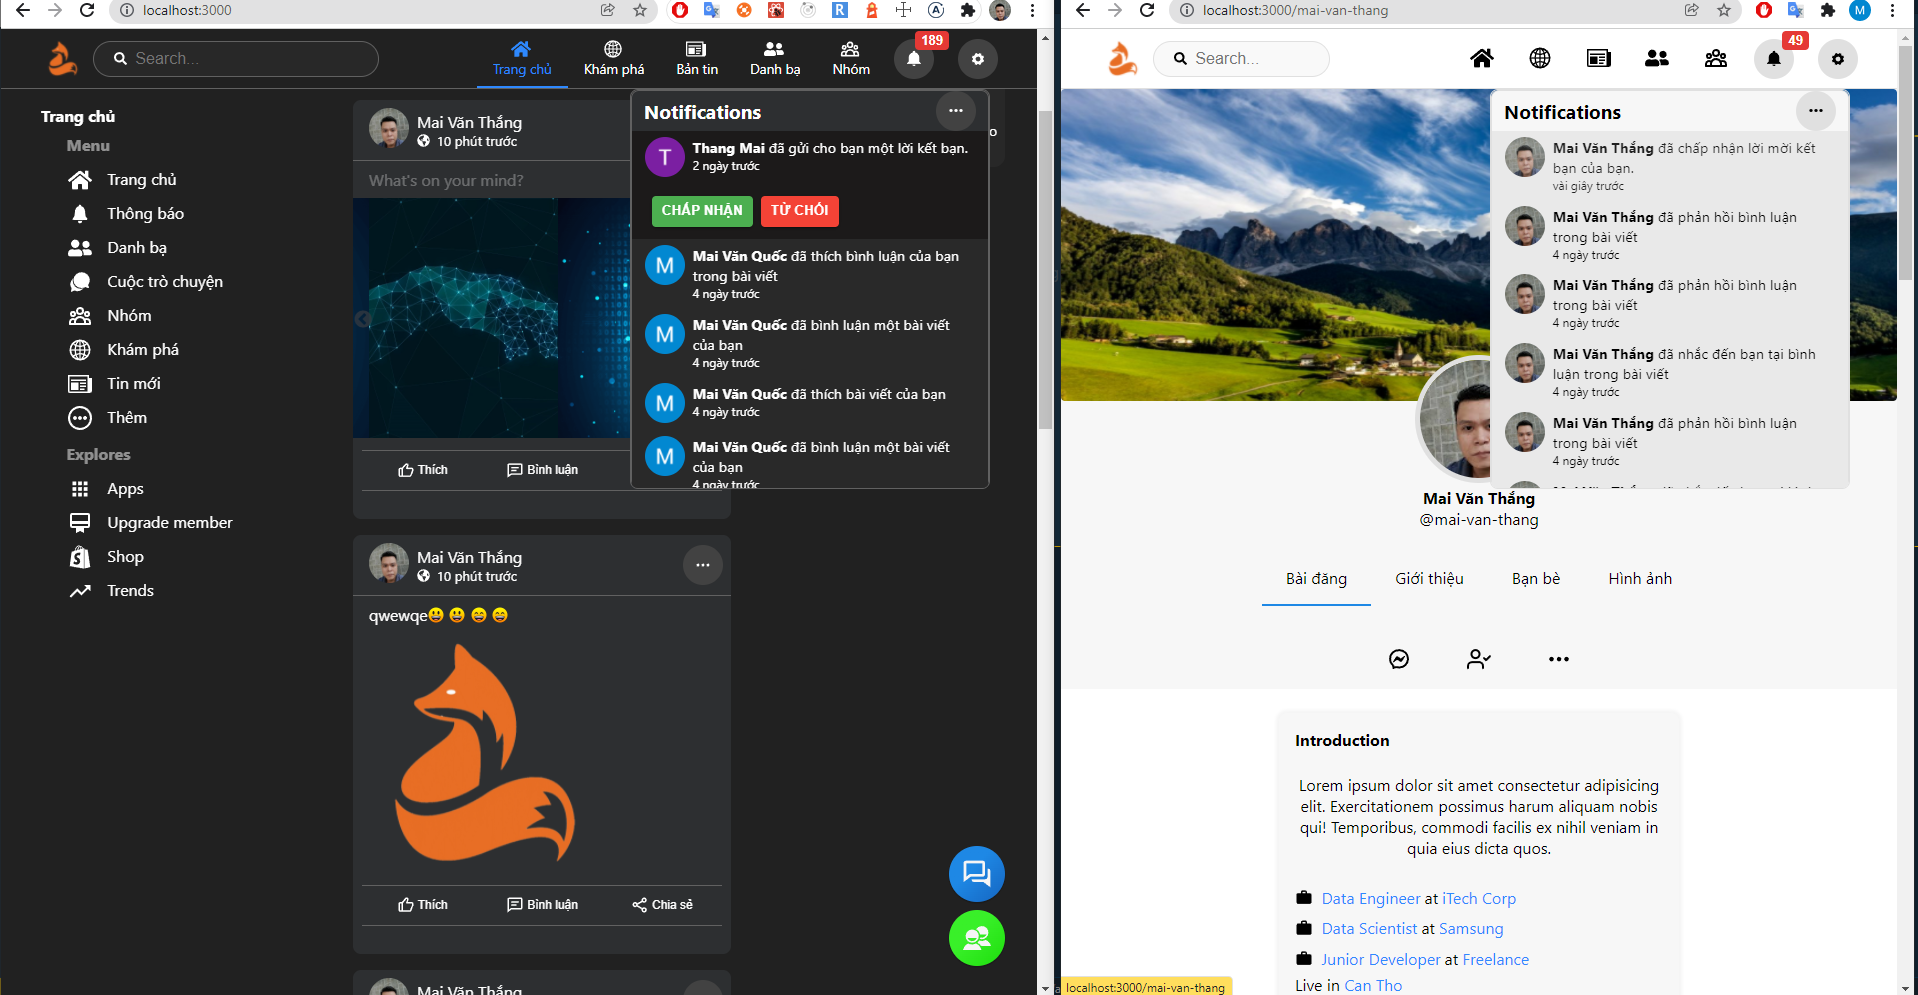 localhost:3000
Search...
Trang chủ
Khám phá
Bản tin
Danh bạ
Nhóm
189
Trang chủ
Menu
Trang chủ
Thông báo
Danh bạ
Cuộc trò chuyện
Nhóm
Khám phá
Tin mới
Thêm
Explores
Apps
Upgrade member
Shop
Trends
Mai Văn Thắng
10 phút trước
What's on your mind?
Thích
Bình luận
Mai Văn Thắng
10 phút trước
qwewqe😃 😃 😄 😄
Thích
Bình luận
Chia sẻ
Mai Văn Thắng
Notifications
Thang Mai đã gửi cho bạn một lời kết bạn.
2 ngày trước
CHẤP NHẬN
TỪ CHỐI
Mai Văn Quốc đã thích bình luận của bạn
trong bài viết
4 ngày trước
Mai Văn Quốc đã bình luận một bài viết
của bạn
4 ngày trước
Mai Văn Quốc đã thích bài viết của bạn
4 ngày trước
Mai Văn Quốc đã bình luận một bài viết
của bạn
4 ngày trước
T
M
M
M
M
o
localhost:3000/mai-van-thang
M
Search...
49
Notifications
Mai Văn Thắng đã chấp nhận lời mời kết
bạn của bạn.
vài giây trước
Mai Văn Thắng đã phản hồi bình luận
trong bài viết
4 ngày trước
Mai Văn Thắng đã phản hồi bình luận
trong bài viết
4 ngày trước
Mai Văn Thắng đã nhắc đến bạn tại bình
luận trong bài viết
4 ngày trước
Mai Văn Thắng đã phản hồi bình luận
trong bài viết
4 ngày trước
Mai Văn Thắng
@mai-van-thang
Bài đăng
Giới thiệu
Bạn bè
Hình ảnh
Introduction
Lorem ipsum dolor sit amet consectetur adipisicing
elit. Exercitationem possimus harum aliquam nobis
qui! Temporibus, commodi facilis ex nihil veniam in
quia eius dicta quos.
Data Engineer at iTech Corp
Data Scientist at Samsung
Junior Developer at Freelance
Live in Can Tho
localhost:3000/mai-van-thang